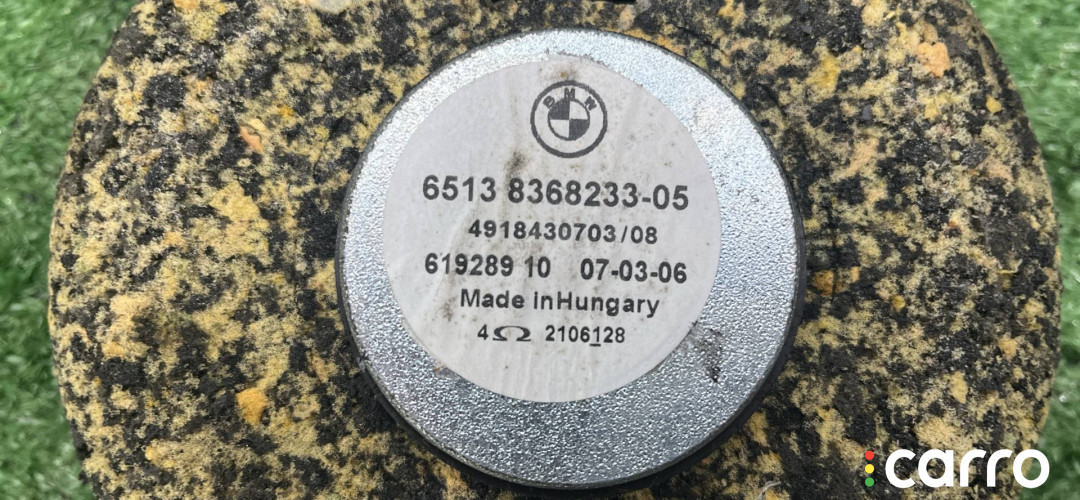 BMW
6513 8368233-05
4918430703/08
619289 10 07-03-06
Made inHungary
4Ω 2106128
carro